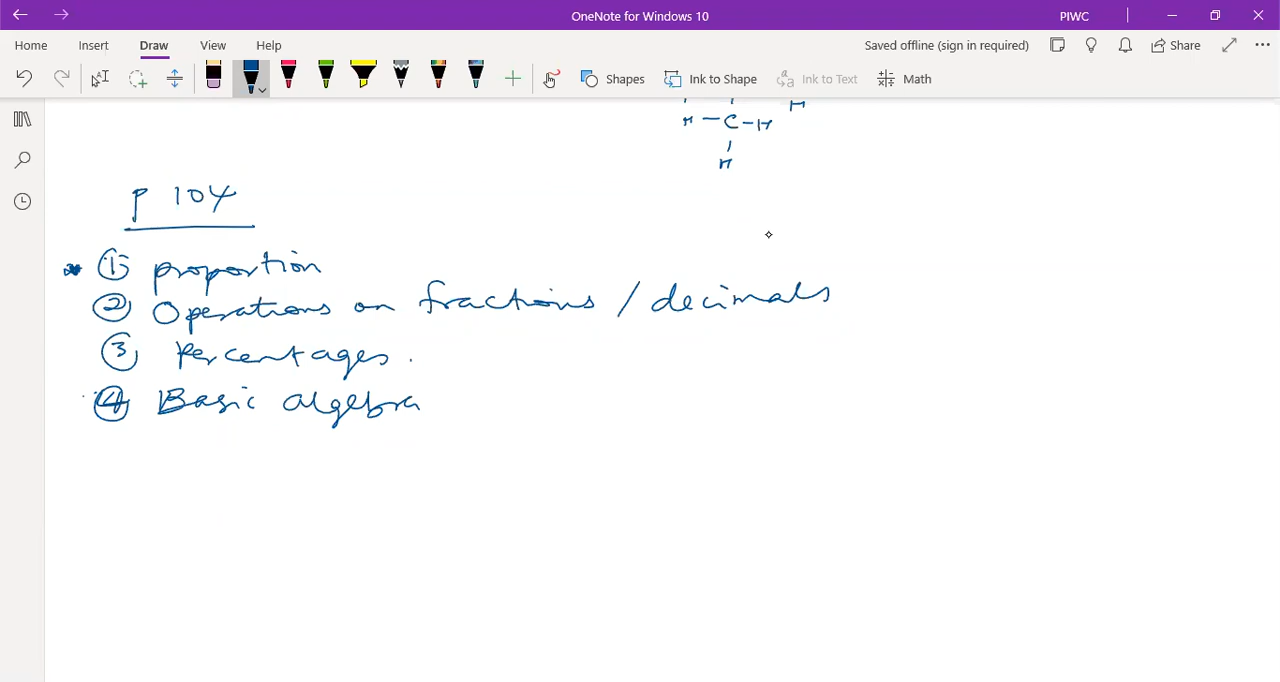 OneNote for Windows 10
PIWC
Home Insert Draw View Help
Saved offline (sign in required)
Share
Shapes
Ink to Shape
Ink to Text
Math
H
H - C - H
H
P 104
① proportion
② Operations on fractions / decimals
③ Percentages.
④ Basic algebra